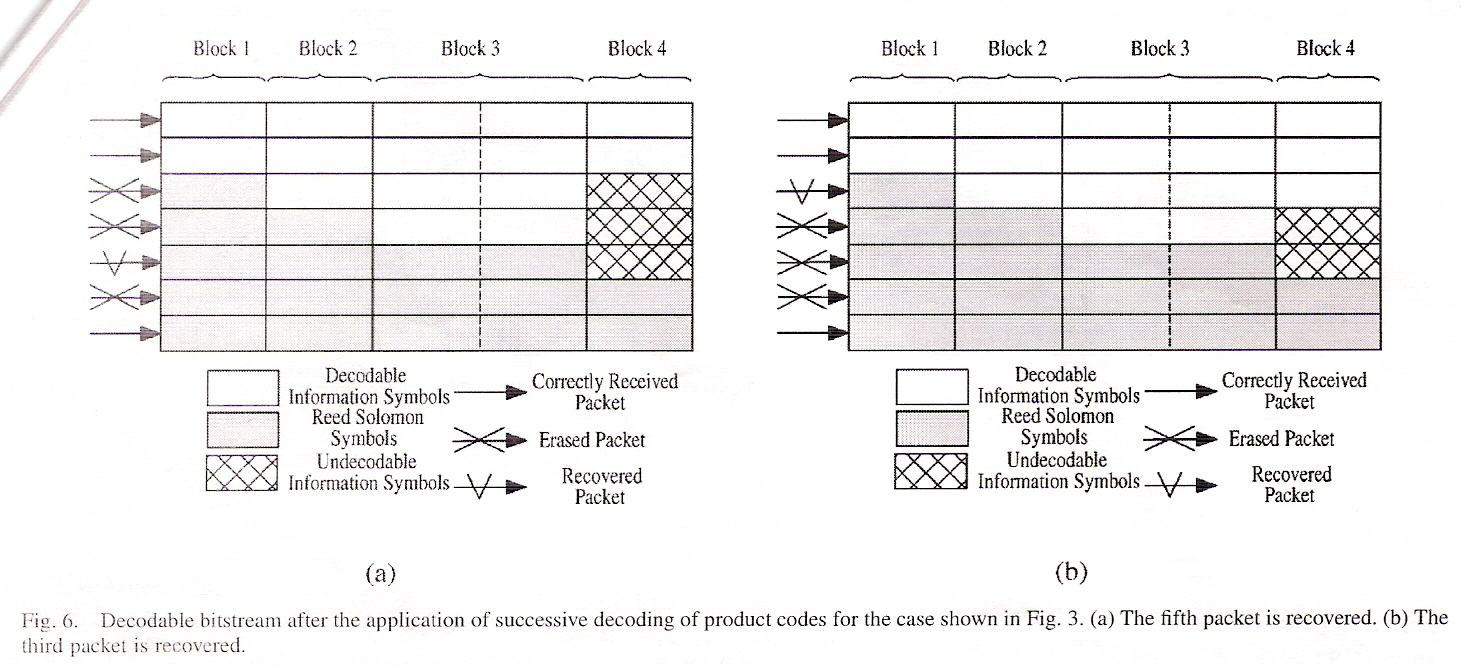 Block 1 Block 2 Block 3 Block 4
Block 1 Block 2 Block 3 Block 4
Decodable
Information Symbols
Correctly Received
Packet
Reed Solomon
Symbols
Erased Packet
Undecodable
Information Symbols
Recovered
Packet
Decodable
Information Symbols
Correctly Received
Packet
Reed Solomon
Symbols
Erased Packet
Undecodable
Information Symbols
Recovered
Packet
(a)
(b)
Fig. 6. Decodable bitstream after the application of successive decoding of product codes for the case shown in Fig. 3. (a) The fifth packet is recovered. (b) The
third packet is recovered.